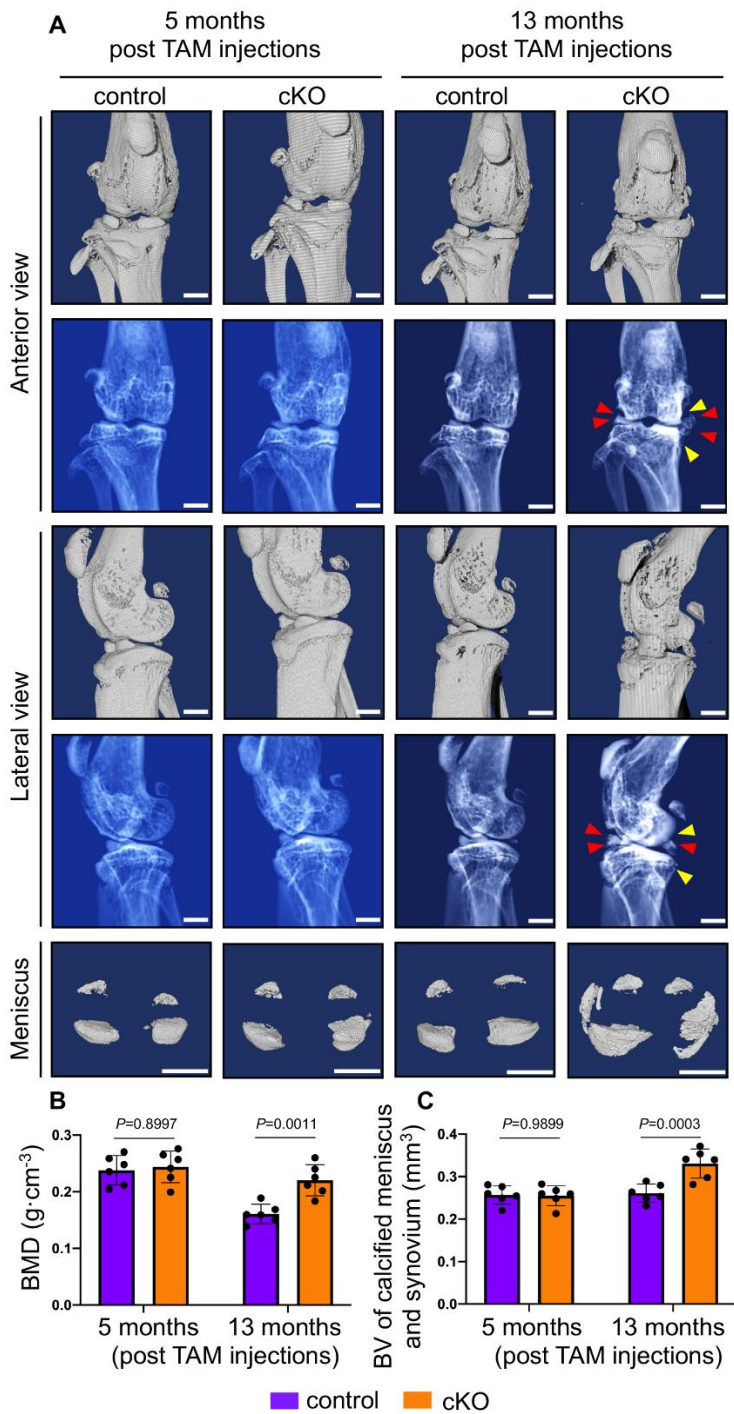 A
5 months
post TAM injections
13 months
post TAM injections
control
cKO
control
cKO
Anterior view
Lateral view
Meniscus
B
P=0.8997
P=0.0011
BMD (g·cm-3)
0.3
0.2
0.1
0.0
5 months
13 months
(post TAM injections)
C
P=0.9899
P=0.0003
BV of calcified meniscus
and synovium (mm3)
0.4
0.3
0.2
0.1
0.0
5 months
13 months
(post TAM injections)
control
cKO